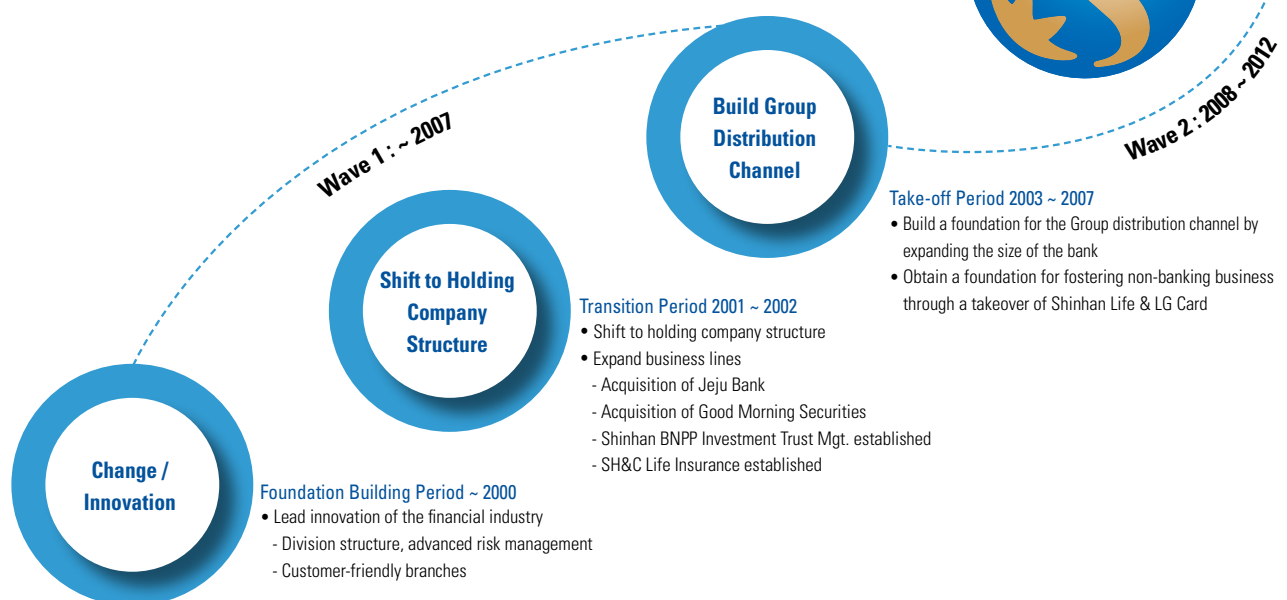 Wave 1 : ~ 2007
Wave 2 : 2008 ~ 2012
Build Group
Distribution
Channel
Take-off Period 2003 ~ 2007
• Build a foundation for the Group distribution channel by
expanding the size of the bank
• Obtain a foundation for fostering non-banking business
through a takeover of Shinhan Life & LG Card
Shift to Holding
Company
Structure
Transition Period 2001 ~ 2002
• Shift to holding company structure
• Expand business lines
- Acquisition of Jeju Bank
- Acquisition of Good Morning Securities
- Shinhan BNPP Investment Trust Mgt. established
- SH&C Life Insurance established
Change /
Innovation
Foundation Building Period ~ 2000
• Lead innovation of the financial industry
- Division structure, advanced risk management
- Customer-friendly branches